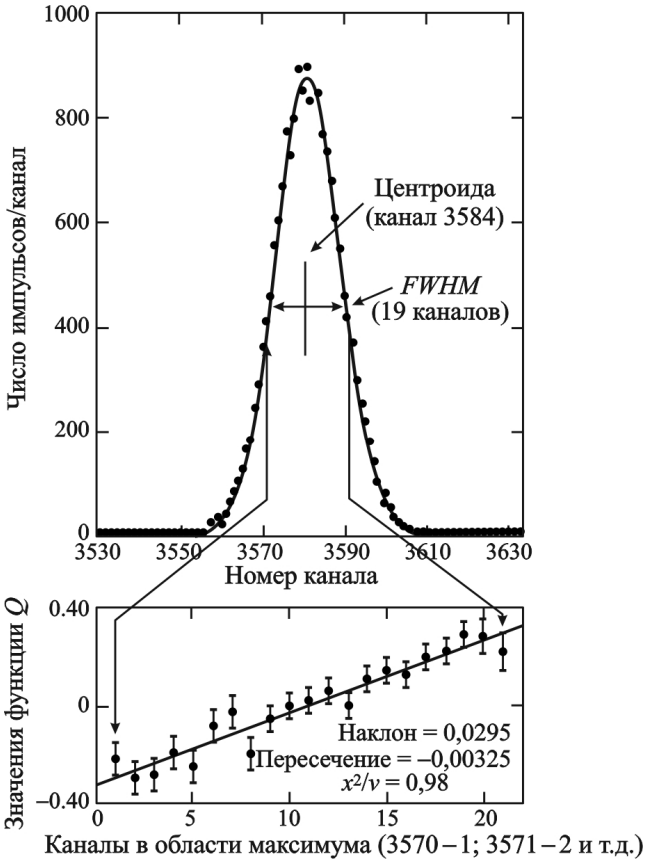 1000
800
600
400
200
0
Число импульсов/канал
Центроида
(канал 3584)
FWHM
(19 каналов)
3530 3550 3570 3590 3610 3630
Номер канала
0.40
0
−0.40
Значения функции Q
Наклон = 0,0295
Пересечение = −0,00325
x²/ν = 0,98
0 5 10 15 20
Каналы в области максимума (3570 − 1; 3571 − 2 и т.д.)